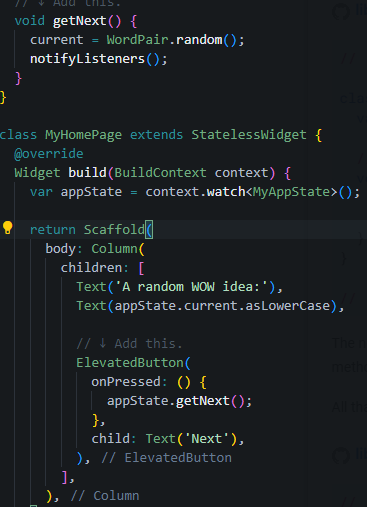 // ↓ Add this.
void getNext() {
current = WordPair.random();
notifyListeners();
}
}
class MyHomePage extends StatelessWidget {
@override
Widget build(BuildContext context) {
var appState = context.watch<MyAppState>();
return Scaffold(
body: Column(
children: [
Text('A random WOW idea:'),
Text(appState.current.asLowerCase),
// ↓ Add this.
ElevatedButton(
onPressed: () {
appState.getNext();
},
child: Text('Next'),
), // ElevatedButton
],
), // Column